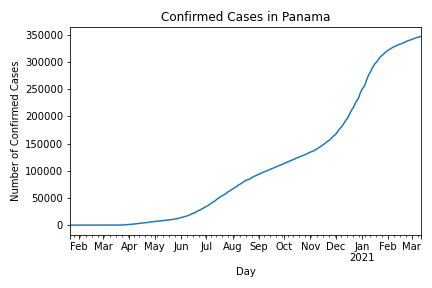 Confirmed Cases in Panama
Number of Confirmed Cases
350000
300000
250000
200000
150000
100000
50000
0
Feb Mar Apr May Jun Jul Aug Sep Oct Nov Dec Jan Feb Mar
2021
Day